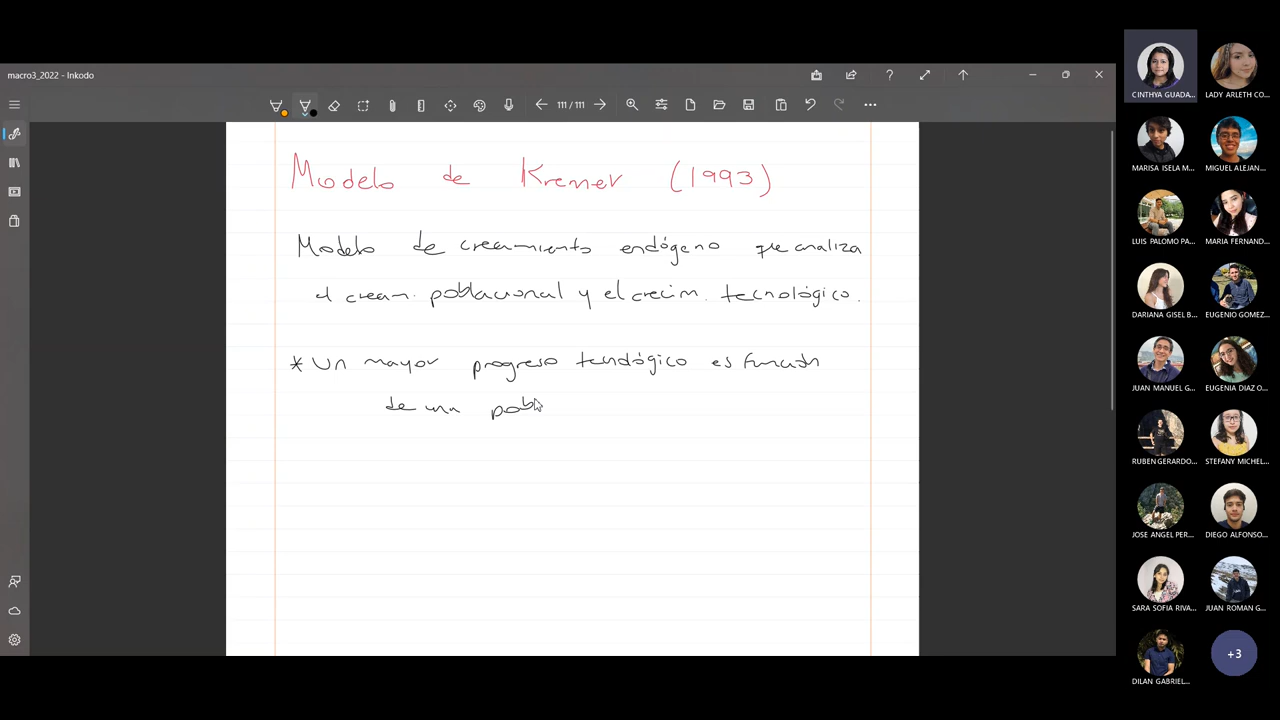 macro3_2022 - Inkodo
111 / 111
Modelo de Kremer (1993)
Modelo de crecimiento endógeno que analiza
el crecim. poblacional y el crecim. tecnológico.
* Un mayor progreso tecnológico es función
de una pob
CINTHYA GUADA...
LADY ARLETH CO...
MARISA ISELA M...
MIGUEL ALEJAN...
LUIS PALOMO PA...
MARIA FERNAND...
DARIANA GISEL B...
EUGENIO GOMEZ...
JUAN MANUEL G...
EUGENIA DIAZ O...
RUBEN GERARDO...
STEFANY MICHEL...
JOSE ANGEL PER...
DIEGO ALFONSO...
SARA SOFIA RIVA...
JUAN ROMAN G...
DILAN GABRIEL...
+3